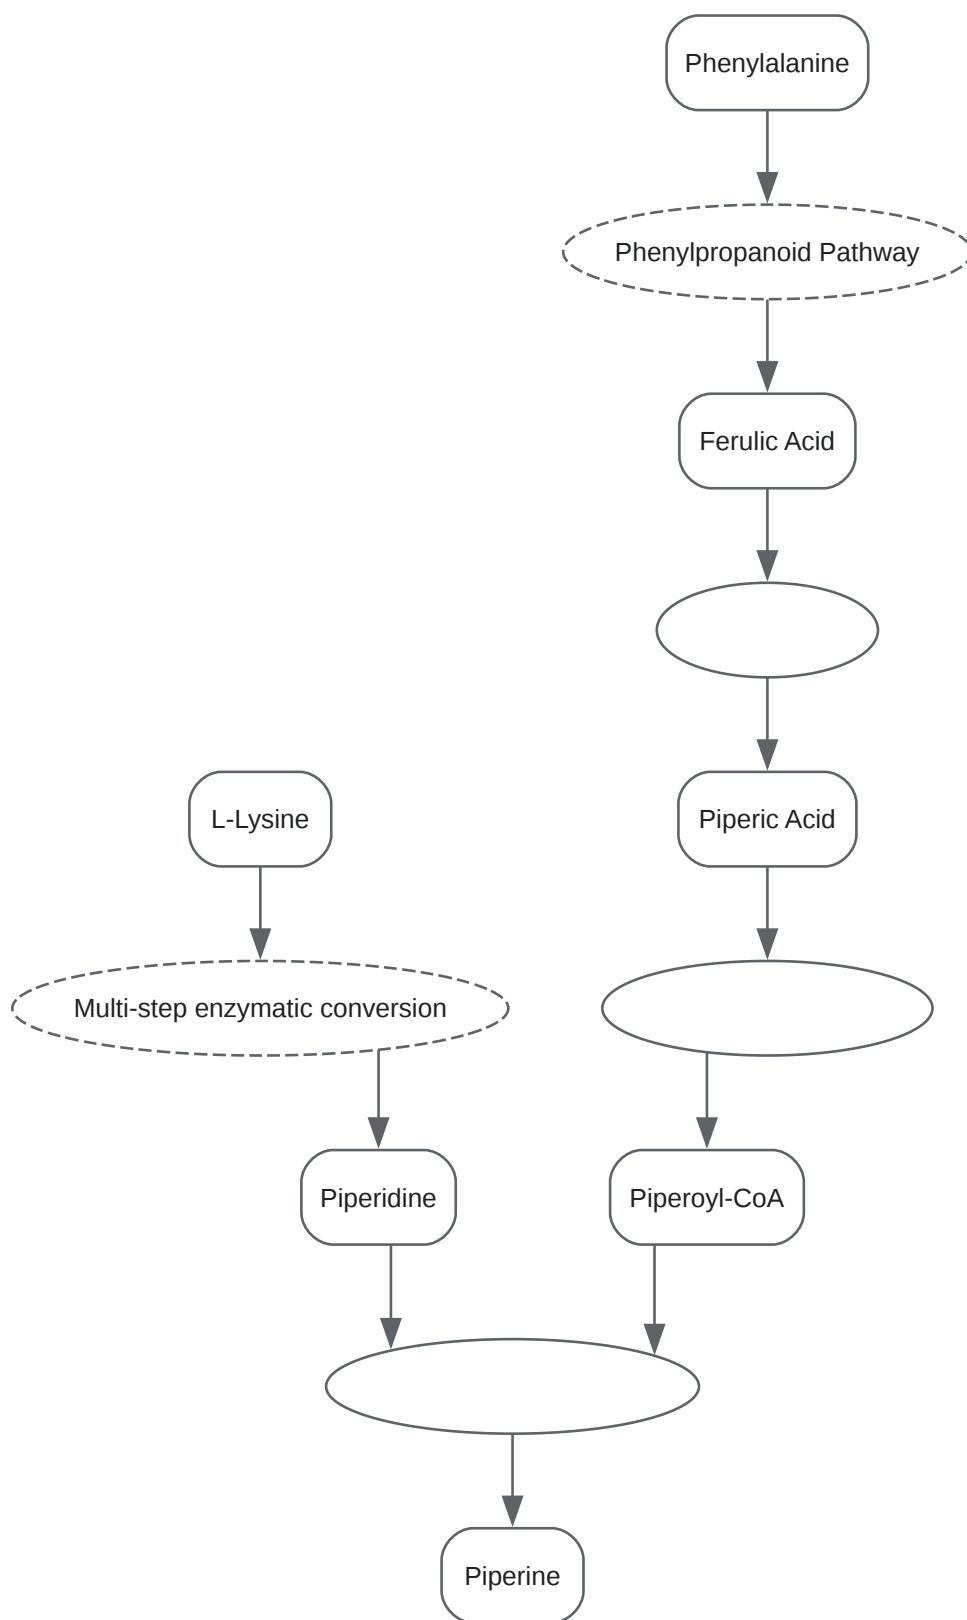 Phenylalanine
Phenylpropanoid Pathway
Ferulic Acid
L-Lysine
Piperic Acid
Multi-step enzymatic conversion
Piperidine
Piperoyl-CoA
Piperine